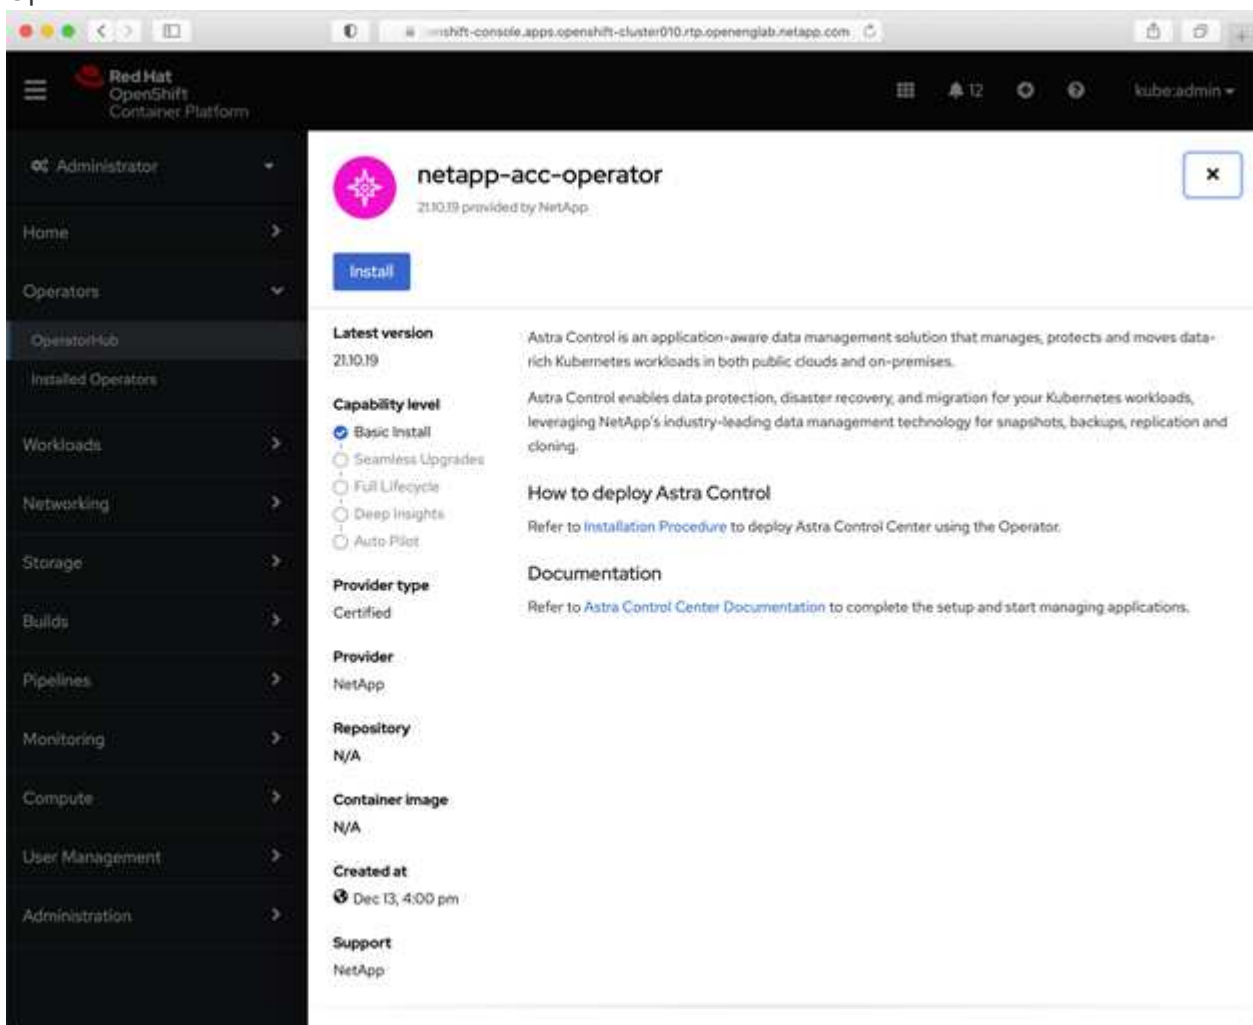 shift-console.apps.openshift-cluster010.rtp.openenglab.netapp.com
Red Hat
OpenShift
Container Platform
12
kube:admin
Administrator
Home
Operators
OperatorHub
Installed Operators
Workloads
Networking
Storage
Builds
Pipelines
Monitoring
Compute
User Management
Administration
netapp-acc-operator
21.10.19 provided by NetApp
Install
Latest version
21.10.19
Capability level
Basic Install
Seamless Upgrades
Full Lifecycle
Deep Insights
Auto Pilot
Provider type
Certified
Provider
NetApp
Repository
N/A
Container image
N/A
Created at
Dec 13, 4:00 pm
Support
NetApp
Astra Control is an application-aware data management solution that manages, protects and moves data-
rich Kubernetes workloads in both public clouds and on-premises.
Astra Control enables data protection, disaster recovery, and migration for your Kubernetes workloads,
leveraging NetApp's industry-leading data management technology for snapshots, backups, replication and
cloning.
How to deploy Astra Control
Refer to Installation Procedure to deploy Astra Control Center using the Operator.
Documentation
Refer to Astra Control Center Documentation to complete the setup and start managing applications.